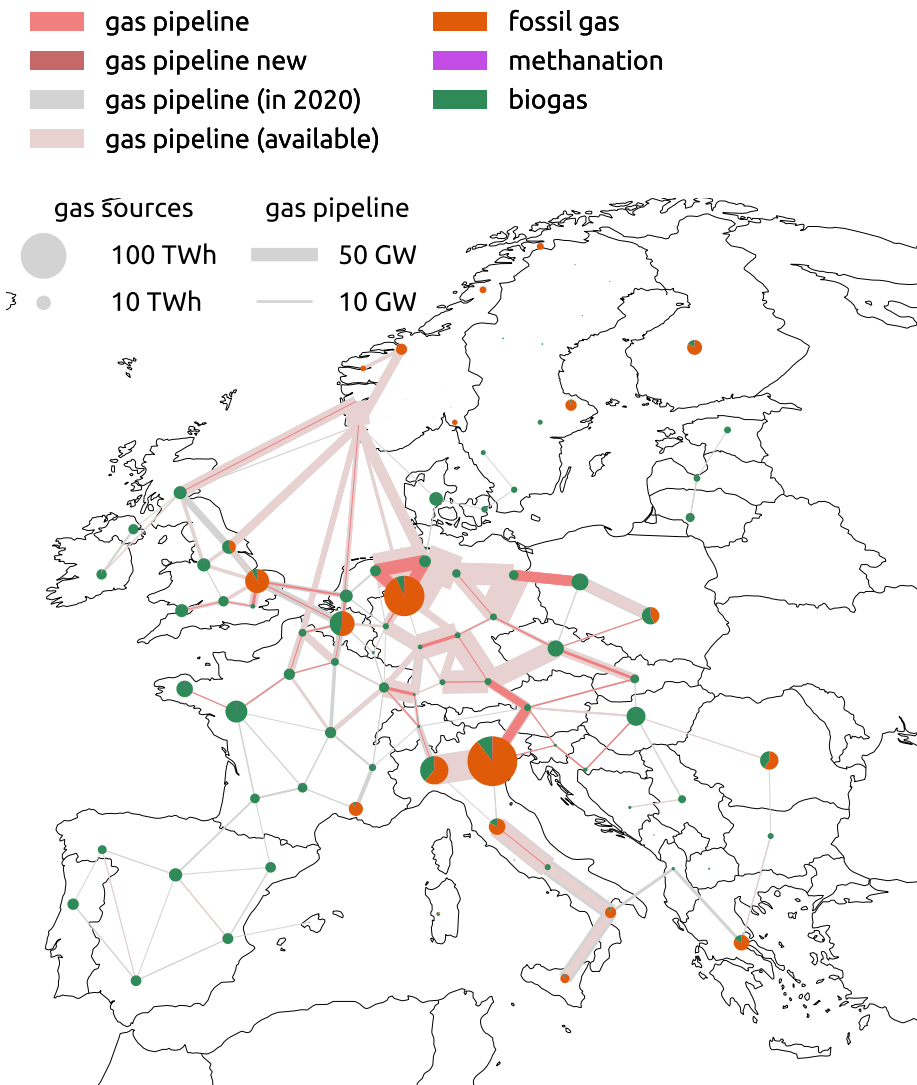 gas pipeline
gas pipeline new
gas pipeline (in 2020)
gas pipeline (available)
fossil gas
methanation
biogas
gas sources
100 TWh
10 TWh
gas pipeline
50 GW
10 GW